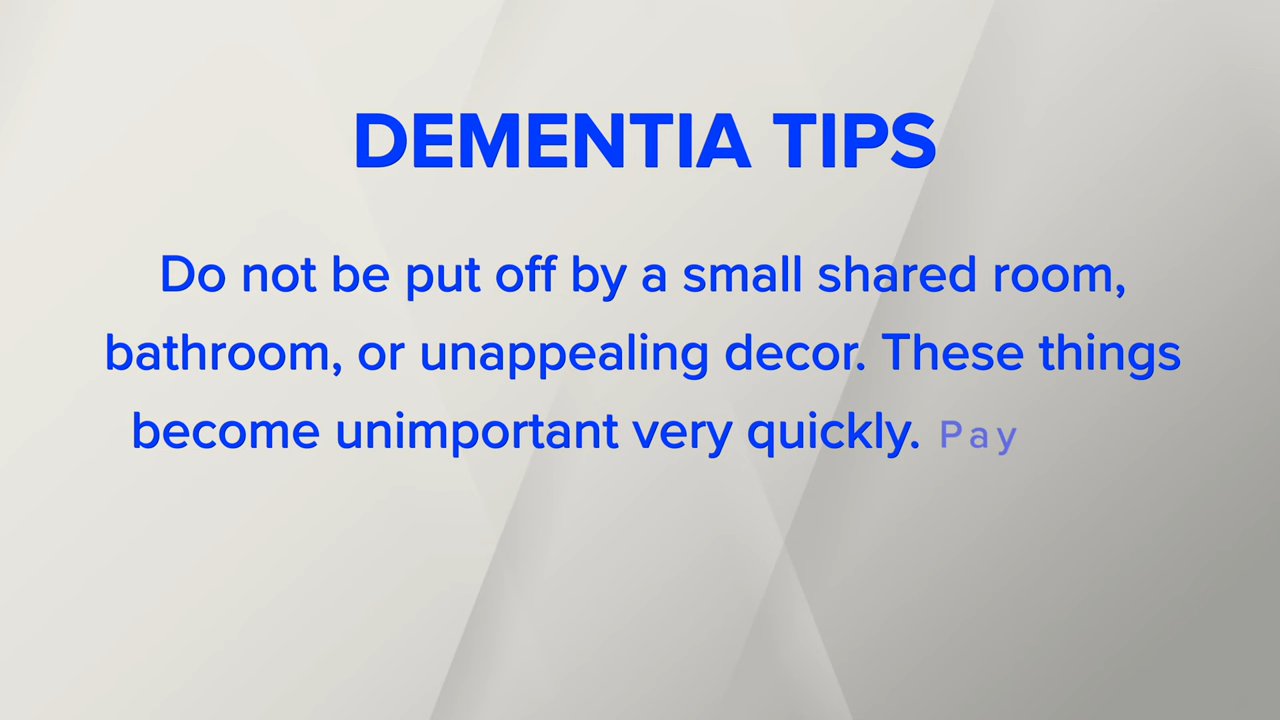 DEMENTIA TIPS
Do not be put off by a small shared room,
bathroom, or unappealing decor. These things
become unimportant very quickly. Pay